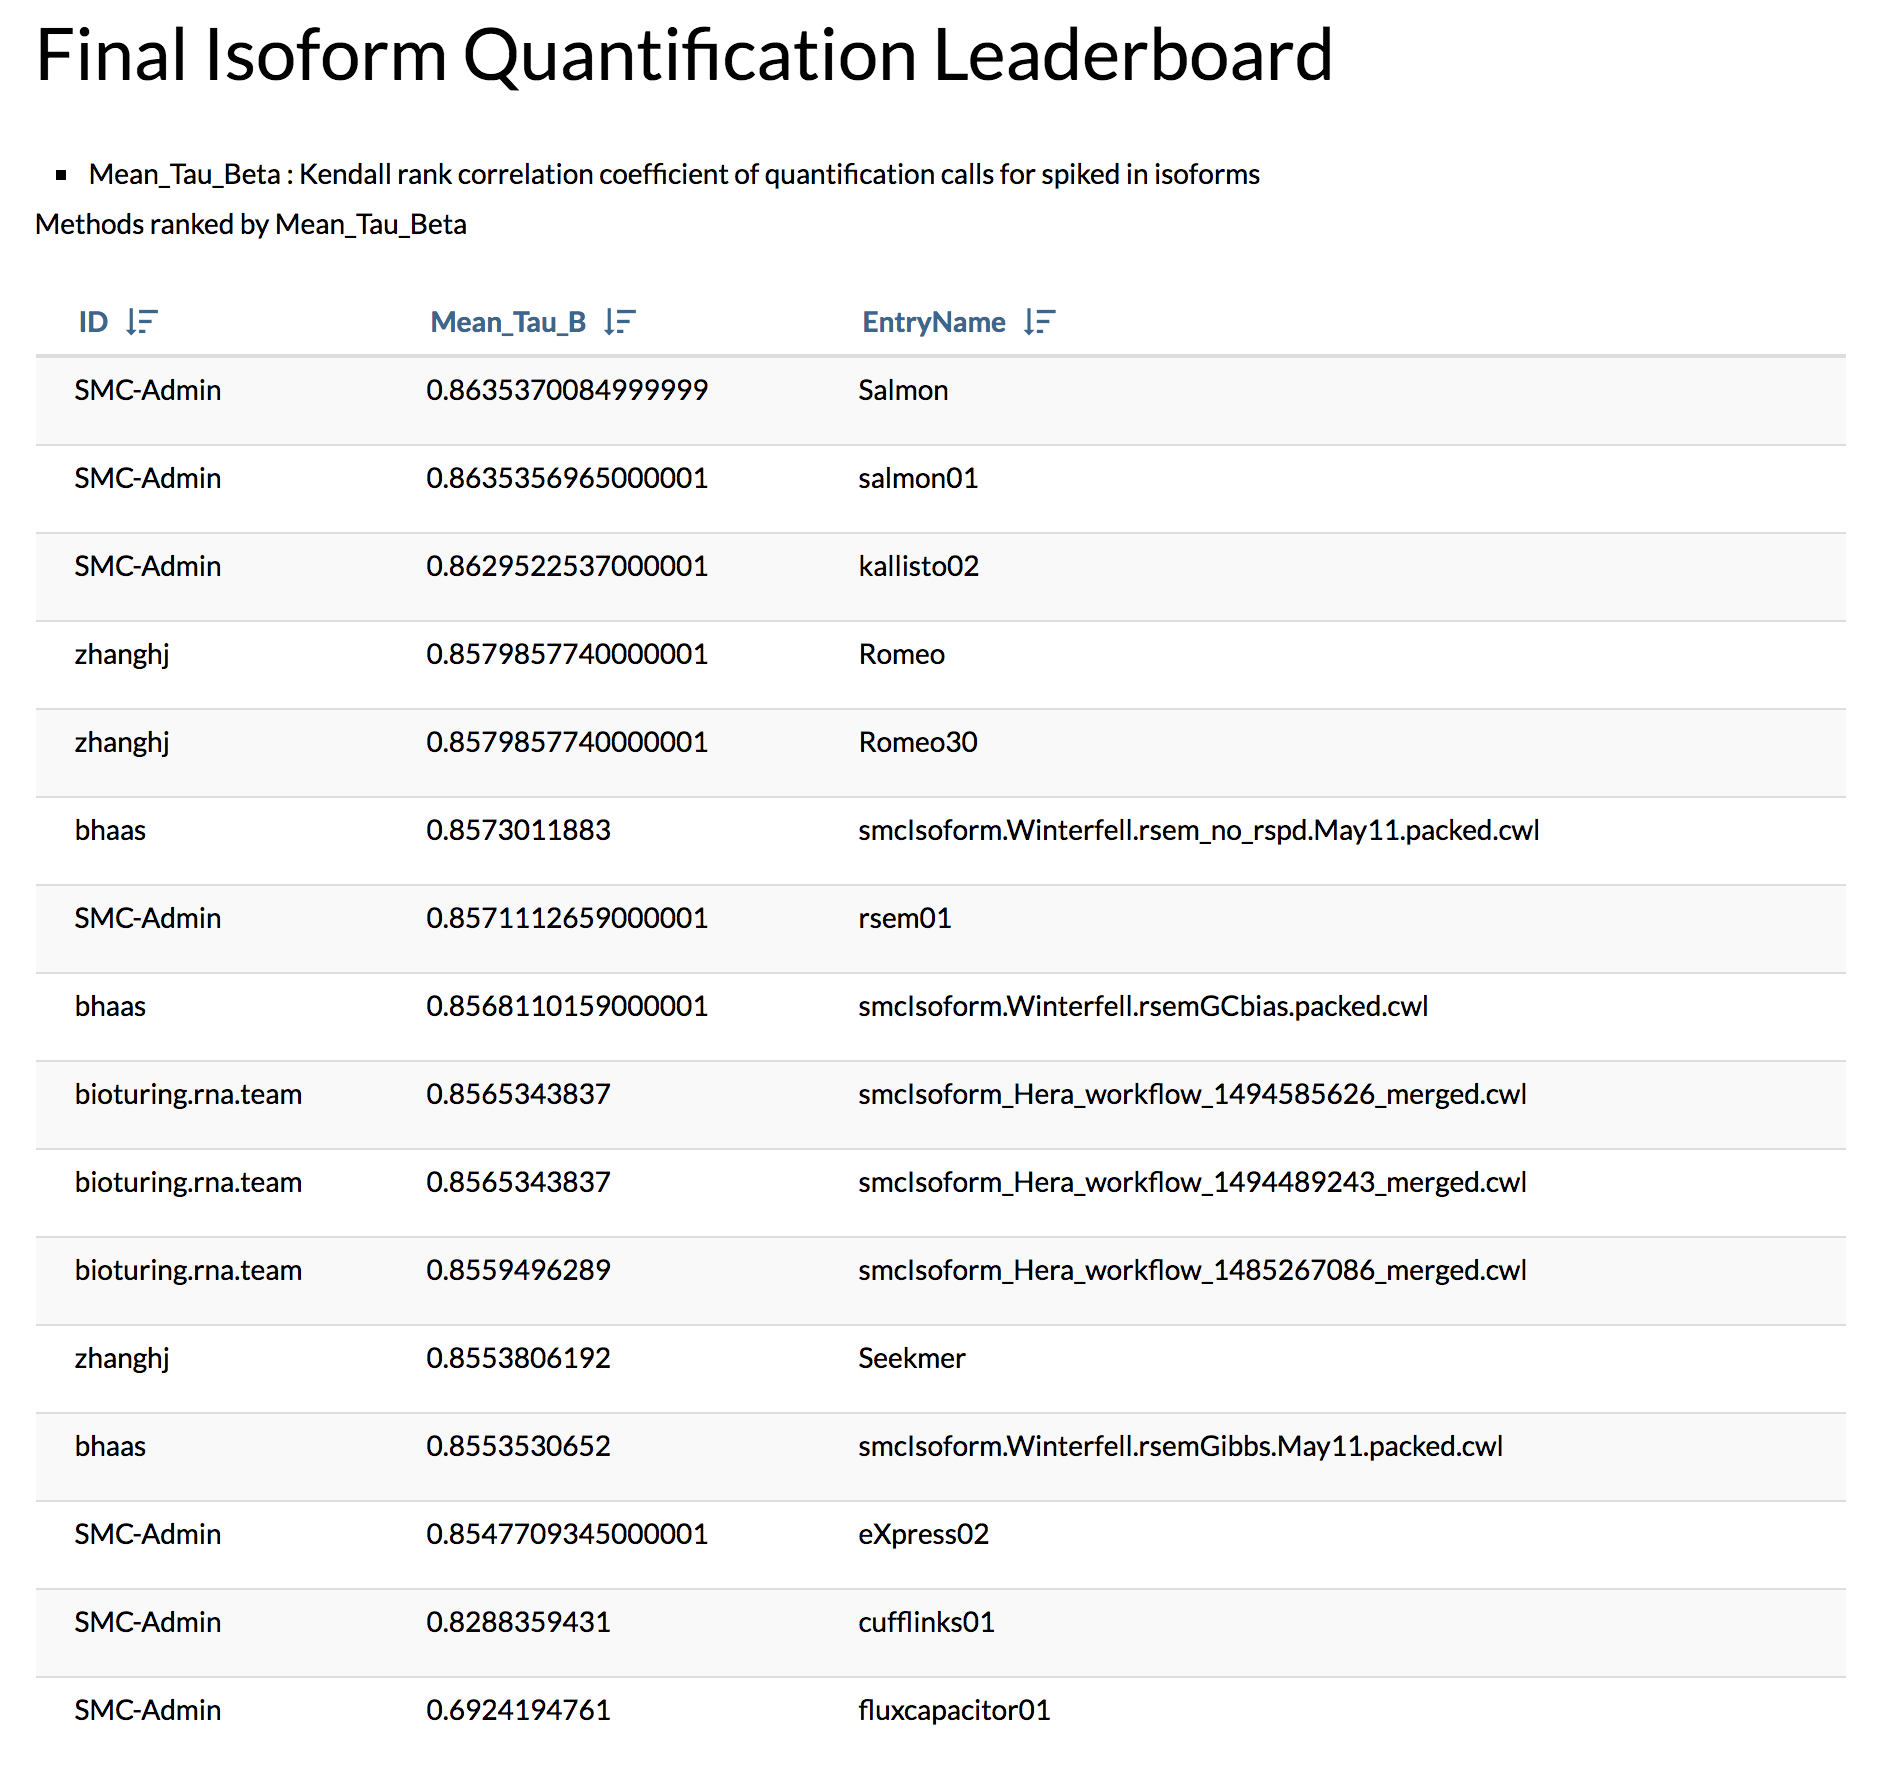 Final Isoform Quantification Leaderboard
▪ Mean_Tau_Beta : Kendall rank correlation coefficient of quantification calls for spiked in isoforms
Methods ranked by Mean_Tau_Beta
ID Mean_Tau_B EntryName
SMC-Admin 0.8635370084999999 Salmon
SMC-Admin 0.8635356965000001 salmon01
SMC-Admin 0.8629522537000001 kallisto02
zhanghj 0.8579857740000001 Romeo
zhanghj 0.8579857740000001 Romeo30
bhaas 0.8573011883 smcIsoform.Winterfell.rsem_no_rspd.May11.packed.cwl
SMC-Admin 0.8571112659000001 rsem01
bhaas 0.8568110159000001 smcIsoform.Winterfell.rsemGCbias.packed.cwl
bioturing.rna.team 0.8565343837 smcIsoform_Hera_workflow_1494585626_merged.cwl
bioturing.rna.team 0.8565343837 smcIsoform_Hera_workflow_1494489243_merged.cwl
bioturing.rna.team 0.8559496289 smcIsoform_Hera_workflow_1485267086_merged.cwl
zhanghj 0.8553806192 Seekmer
bhaas 0.8553530652 smcIsoform.Winterfell.rsemGibbs.May11.packed.cwl
SMC-Admin 0.8547709345000001 eXpress02
SMC-Admin 0.8288359431 cufflinks01
SMC-Admin 0.6924194761 fluxcapacitor01